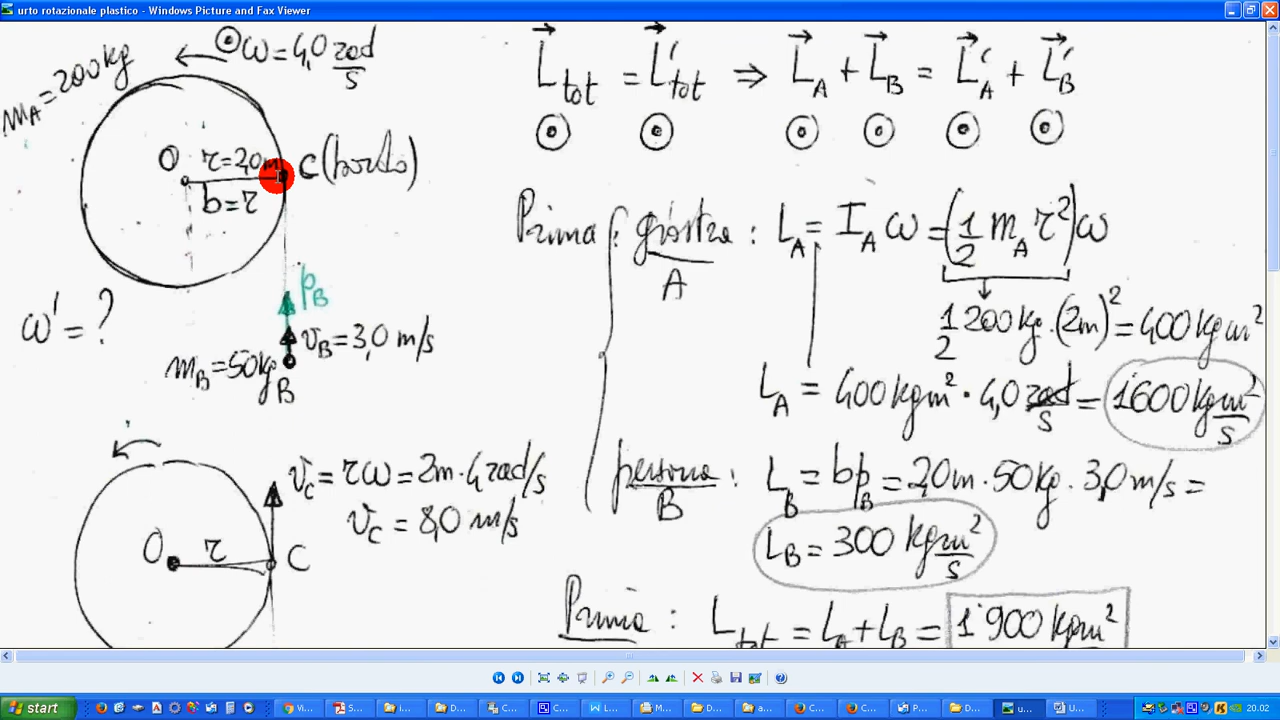 urto rotazionale plastico - Windows Picture and Fax Viewer
m_A = 200 kg
⊙ω = 4,0 rad/s
O r = 2,0 m C (bordo)
b = r
p_B
ω' = ?
v_B = 3,0 m/s
m_B = 50 kg
B
v_C = rω = 2m · 4 rad/s
v_C = 8,0 m/s
O r C
L_tot = L'_tot ⇒ L_A + L_B = L'_A + L'_B
Prima: giostra: L_A = I_A ω = (1/2 m_A r²) ω
A
1/2 200 kg · (2m)² = 400 kg m²
L_A = 400 kg m² · 4,0 rad/s = 1600 kg m²/s
persona: L_B = b p_B = 2,0 m · 50 kg · 3,0 m/s =
B
L_B = 300 kg m²/s
Prima: L_tot = L_A + L_B = 1900 kg m²
start
20.02